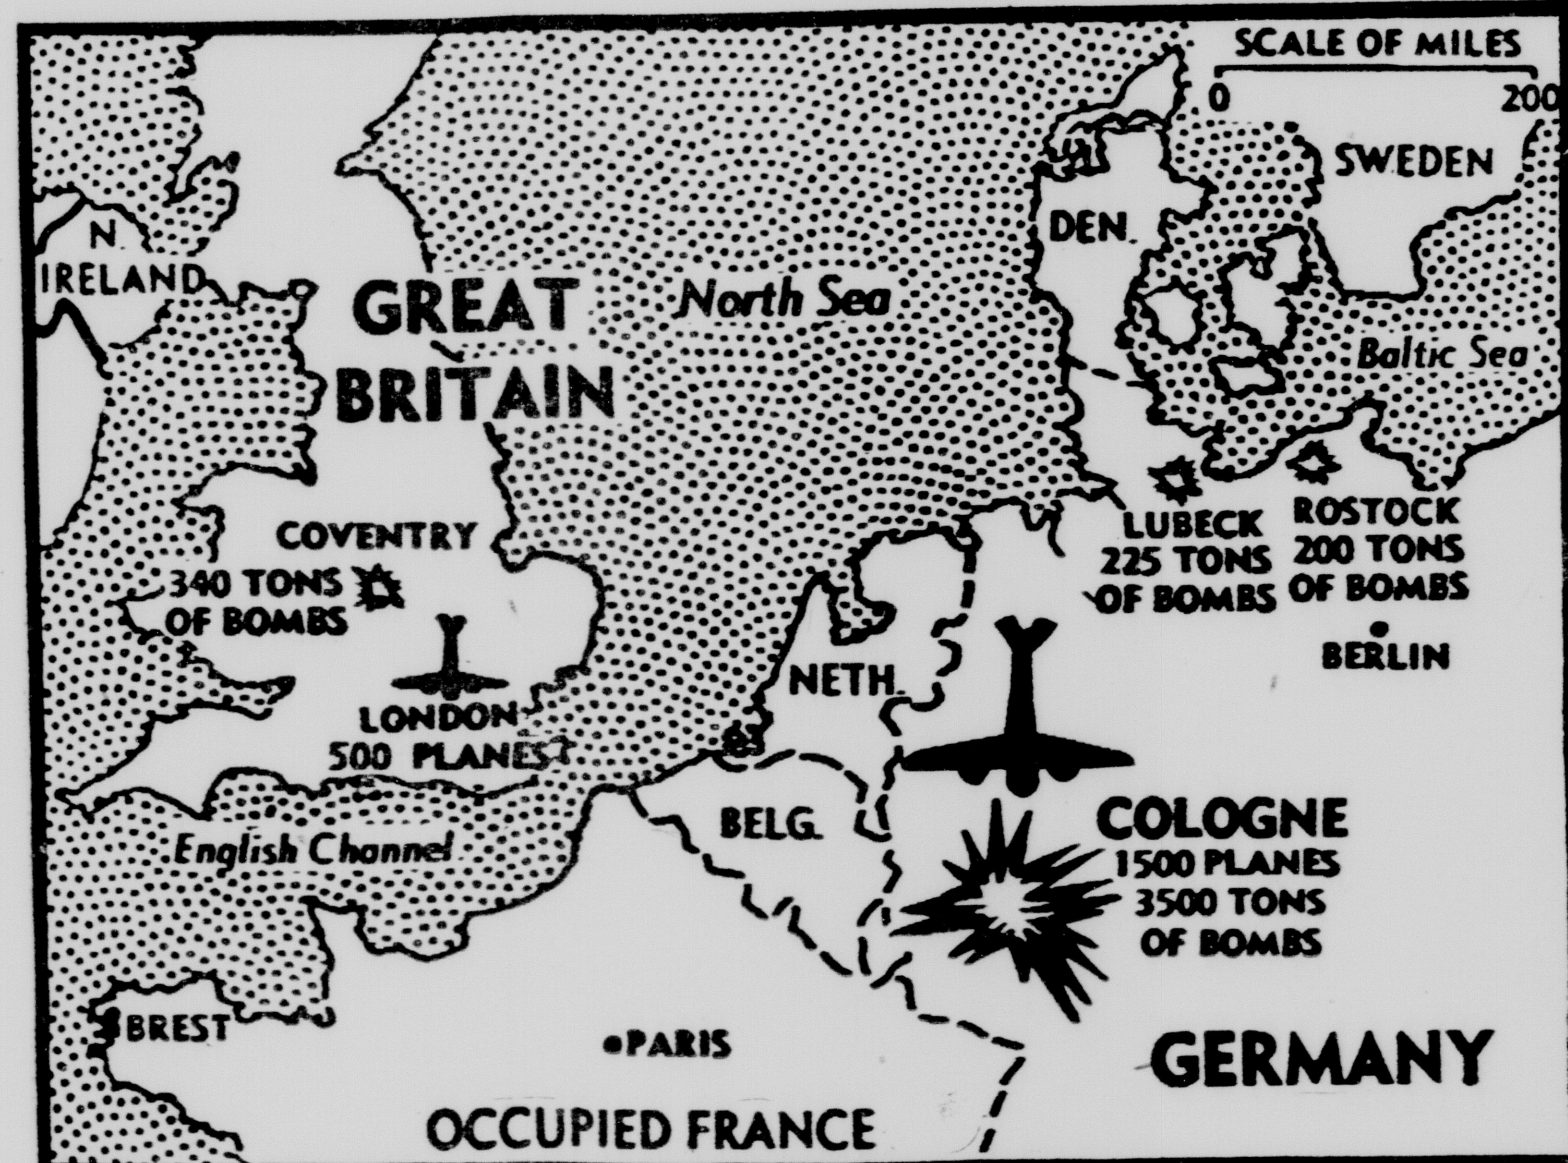 SCALE OF MILES
0 200
SWEDEN
DEN.
N.
IRELAND
GREAT
BRITAIN
North Sea
Baltic Sea
COVENTRY
340 TONS
OF BOMBS
LUBECK
225 TONS
OF BOMBS
ROSTOCK
200 TONS
OF BOMBS
BERLIN
NETH.
LONDON
500 PLANES
BELG.
COLOGNE
1500 PLANES
3500 TONS
OF BOMBS
English Channel
BREST
PARIS
GERMANY
OCCUPIED FRANCE